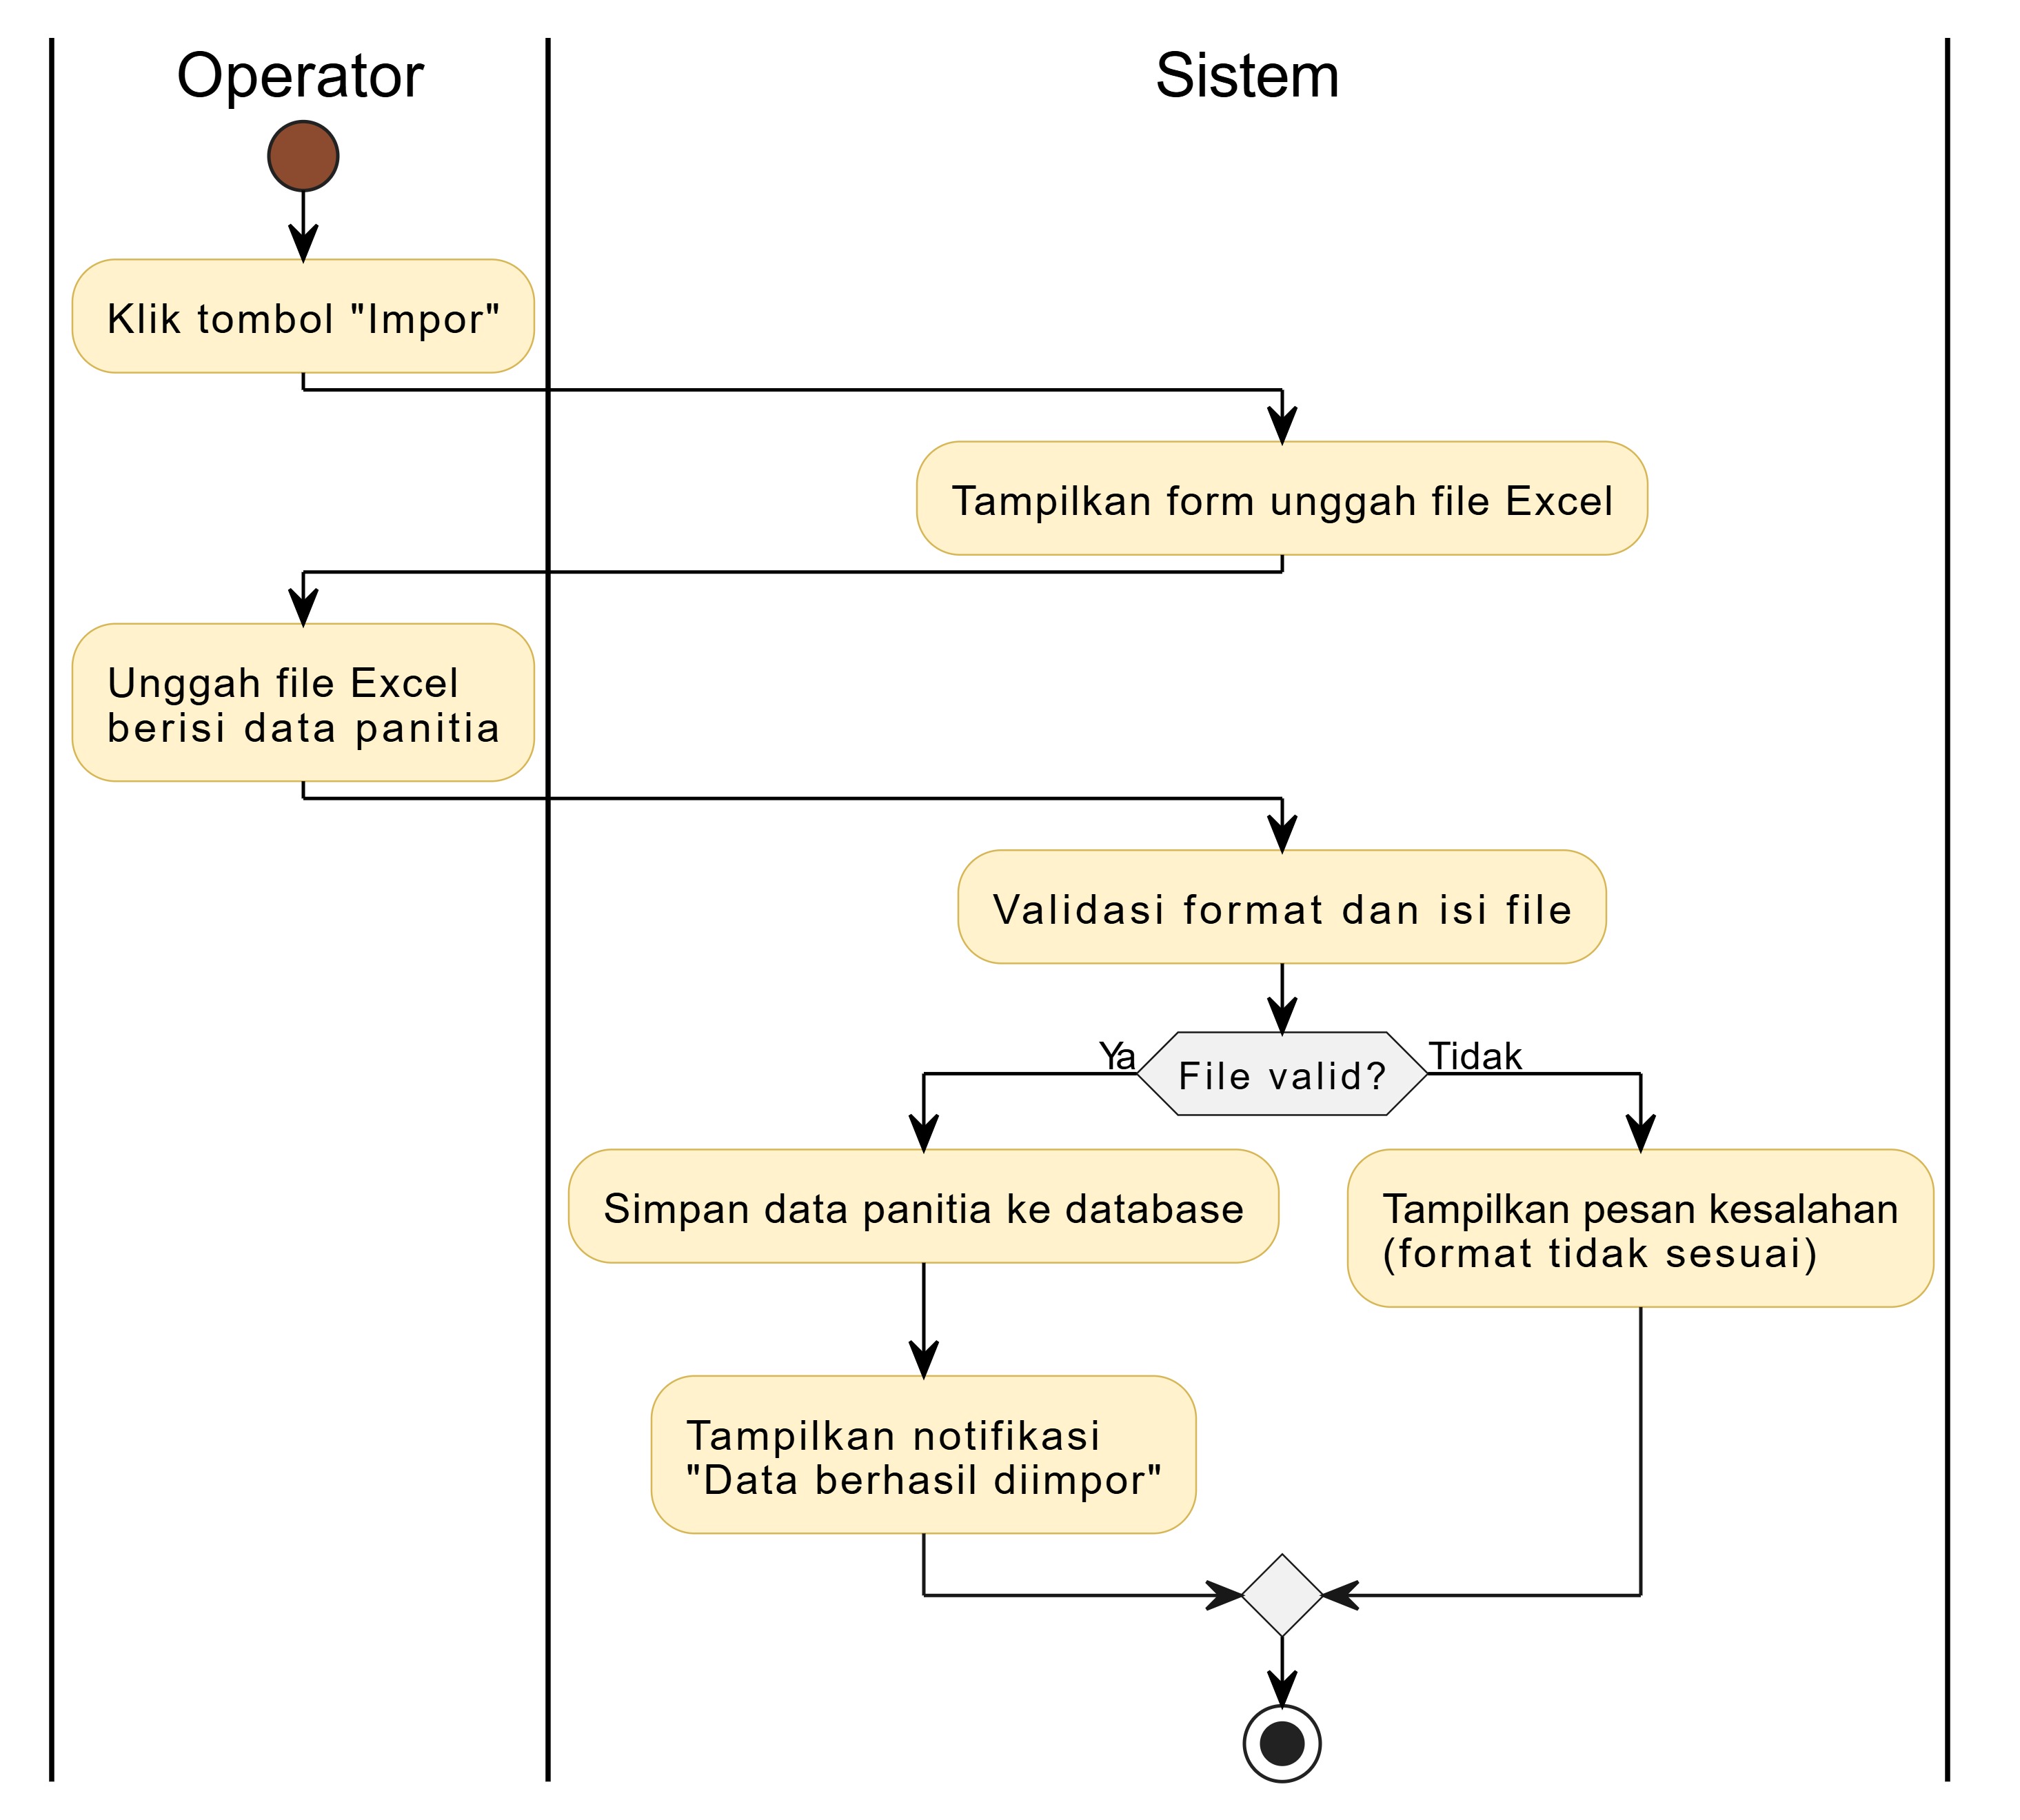 Operator
Sistem
Klik tombol "Impor"
Tampilkan form unggah file Excel
Unggah file Excel
berisi data panitia
Validasi format dan isi file
Ya
File valid?
Tidak
Simpan data panitia ke database
Tampilkan pesan kesalahan
(format tidak sesuai)
Tampilkan notifikasi
"Data berhasil diimpor"